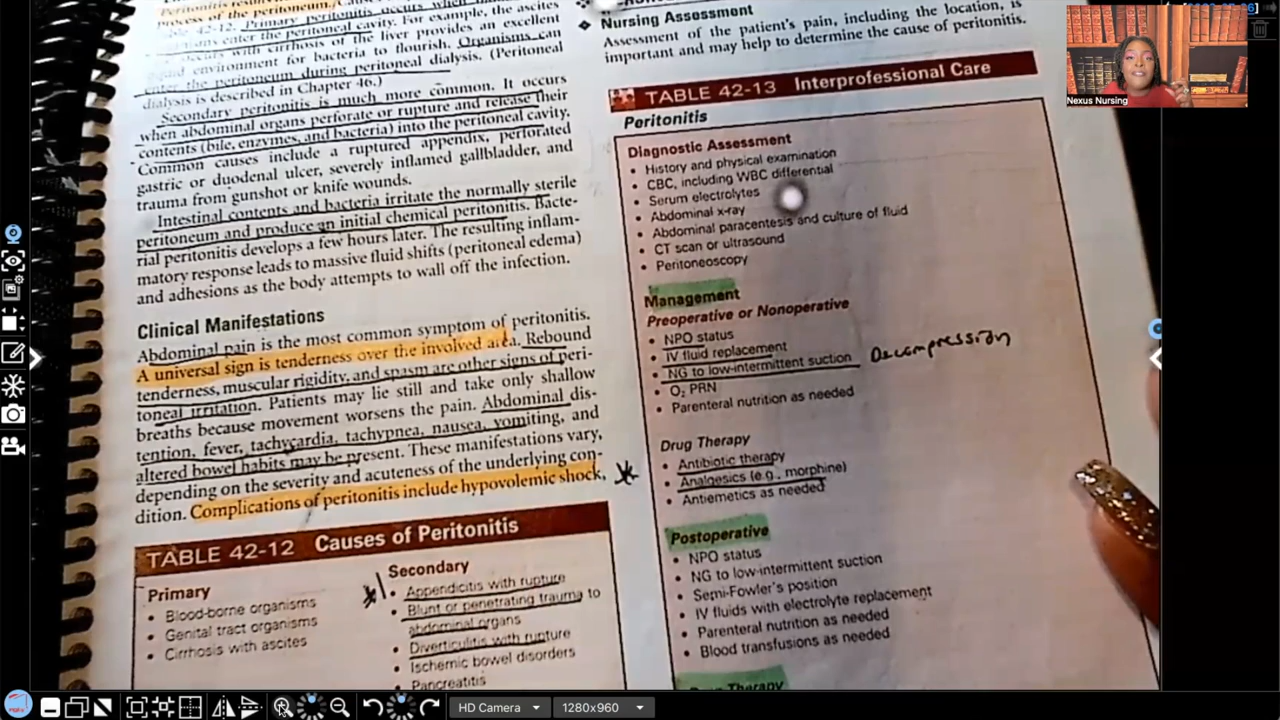 excess of the peritoneum.
Table 42-12. Primary peritonitis occurs when
organisms enter the peritoneal cavity. For example, the ascites
occurs with cirrhosis of the liver provides an excellent
liquid environment for bacteria to flourish. Organisms can
enter the peritoneum during peritoneal dialysis. (Peritoneal
dialysis is described in Chapter 46.)
Secondary peritonitis is much more common. It occurs
when abdominal organs perforate or rupture and release their
contents (bile, enzymes, and bacteria) into the peritoneal cavity.
Common causes include a ruptured appendix, perforated
gastric or duodenal ulcer, severely inflamed gallbladder, and
trauma from gunshot or knife wounds.
Intestinal contents and bacteria irritate the normally sterile
peritoneum and produce an initial chemical peritonitis. Bacte-
rial peritonitis develops a few hours later. The resulting inflam-
matory response leads to massive fluid shifts (peritoneal edema)
and adhesions as the body attempts to wall off the infection.
Clinical Manifestations
Abdominal pain is the most common symptom of peritonitis.
A universal sign is tenderness over the involved area. Rebound
tenderness, muscular rigidity, and spasm are other signs of peri-
toneal irritation. Patients may lie still and take only shallow
breaths because movement worsens the pain. Abdominal dis-
tention, fever, tachycardia, tachypnea, nausea, vomiting, and
altered bowel habits may be present. These manifestations vary,
depending on the severity and acuteness of the underlying con-
dition. Complications of peritonitis include hypovolemic shock,
TABLE 42-12 Causes of Peritonitis
Primary
• Blood-borne organisms
• Genital tract organisms
• Cirrhosis with ascites
Secondary
• Appendicitis with rupture
• Blunt or penetrating trauma to
abdominal organs
• Diverticulitis with rupture
• Ischemic bowel disorders
• Pancreatitis
Nursing Assessment
Assessment of the patient's pain, including the location, is
important and may help to determine the cause of peritonitis.
TABLE 42-13 Interprofessional Care
Peritonitis
Diagnostic Assessment
• History and physical examination
• CBC, including WBC differential
• Serum electrolytes
• Abdominal x-ray
• Abdominal paracentesis and culture of fluid
• CT scan or ultrasound
• Peritoneoscopy
Management
Preoperative or Nonoperative
• NPO status
• IV fluid replacement
• NG to low-intermittent suction Decompression
• O₂ PRN
• Parenteral nutrition as needed
Drug Therapy
• Antibiotic therapy
• Analgesics (e.g., morphine)
• Antiemetics as needed
Postoperative
• NPO status
• NG to low-intermittent suction
• Semi-Fowler's position
• IV fluids with electrolyte replacement
• Parenteral nutrition as needed
• Blood transfusions as needed
Drug Therapy
Nexus Nursing
HD Camera
1280x960